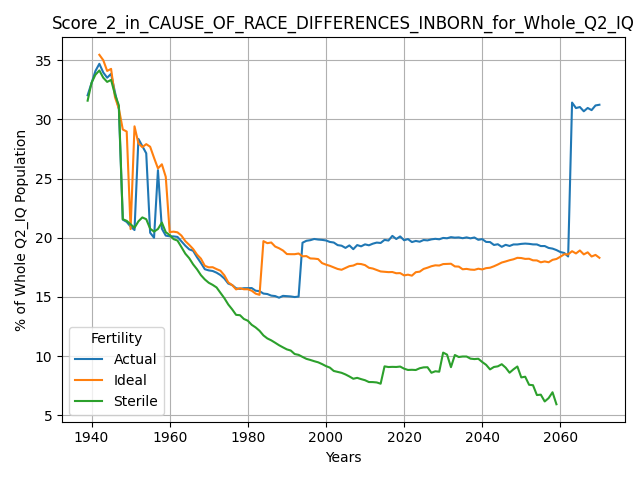 Score_2_in_CAUSE_OF_RACE_DIFFERENCES_INBORN_for_Whole_Q2_IQ
% of Whole Q2_IQ Population
35
30
25
20
15
10
5
Fertility
Actual
Ideal
Sterile
1940 1960 1980 2000 2020 2040 2060
Years